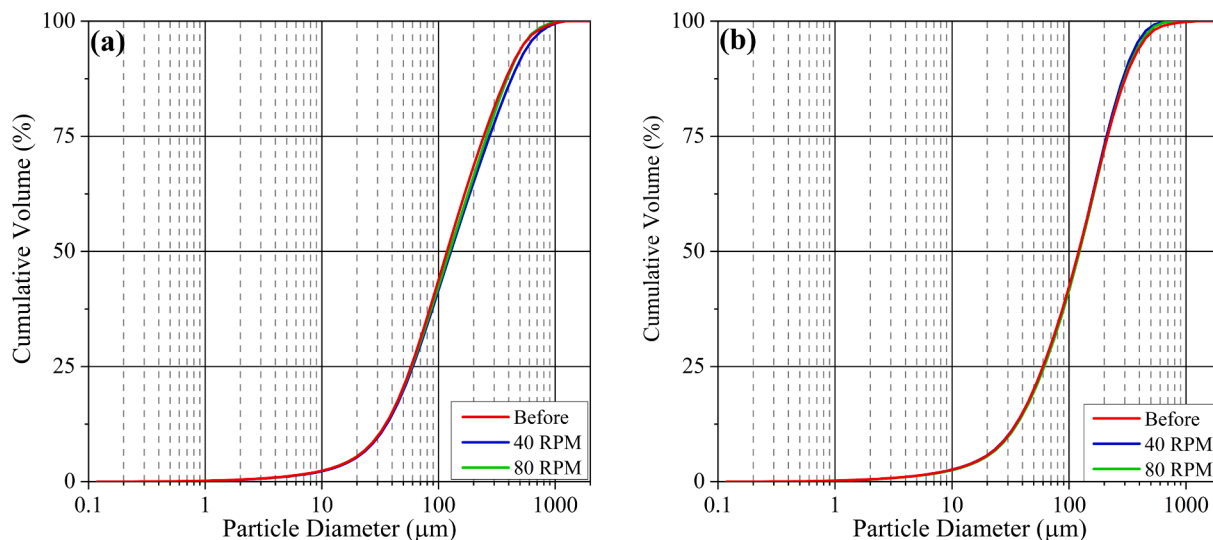 (a)
Cumulative Volume (%)
100
75
50
25
0
0.1 1 10 100 1000
Particle Diameter (μm)
Before
40 RPM
80 RPM
(b)
Cumulative Volume (%)
100
75
50
25
0
0.1 1 10 100 1000
Particle Diameter (μm)
Before
40 RPM
80 RPM